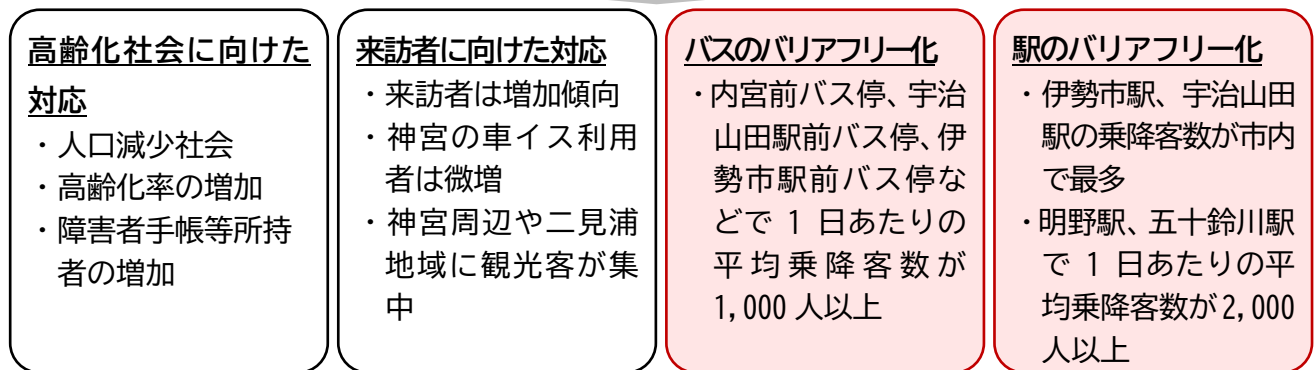 高齢化社会に向けた
対応
・人口減少社会
・高齢化率の増加
・障害者手帳等所持
者の増加
来訪者に向けた対応
・来訪者は増加傾向
・神宮の車イス利用
者は微増
・神宮周辺や二見浦
地域に観光客が集
中
バスのバリアフリー化
・内宮前バス停、宇治
山田駅前バス停、伊
勢市駅前バス停な
どで 1 日あたりの
平均乗降客数が
1,000 人以上
駅のバリアフリー化
・伊勢市駅、宇治山田
駅の乗降客数が市内
で最多
・明野駅、五十鈴川駅
で 1 日あたりの平
均乗降客数が2,000
人以上